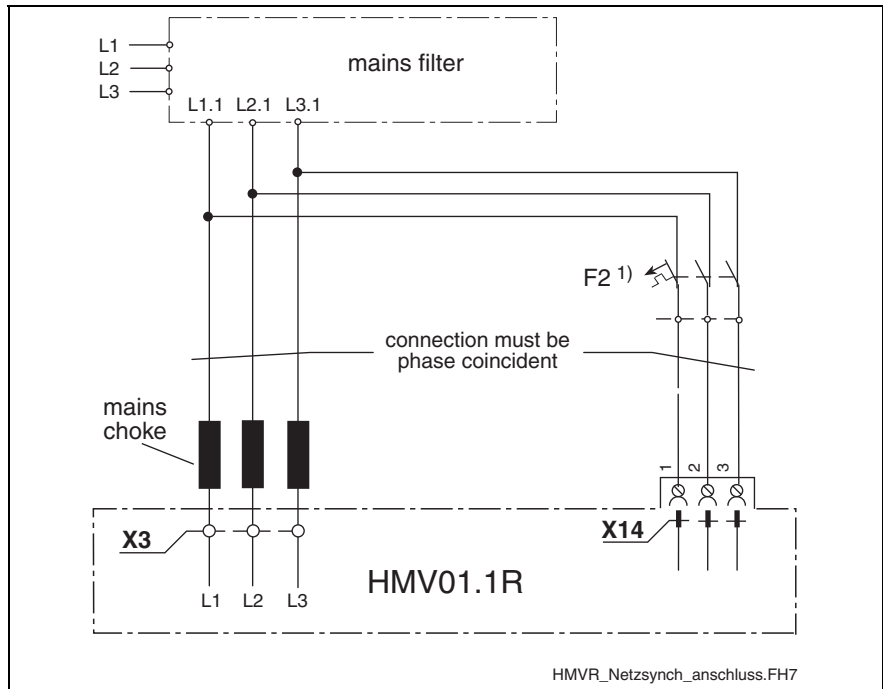 L1
L2
L3
mains filter
L1.1 L2.1 L3.1
F2 1)
connection must be
phase coincident
mains
choke
1 2 3
X3
X14
HMV01.1R
L1 L2 L3
HMVR_Netzsynch_anschluss.FH7